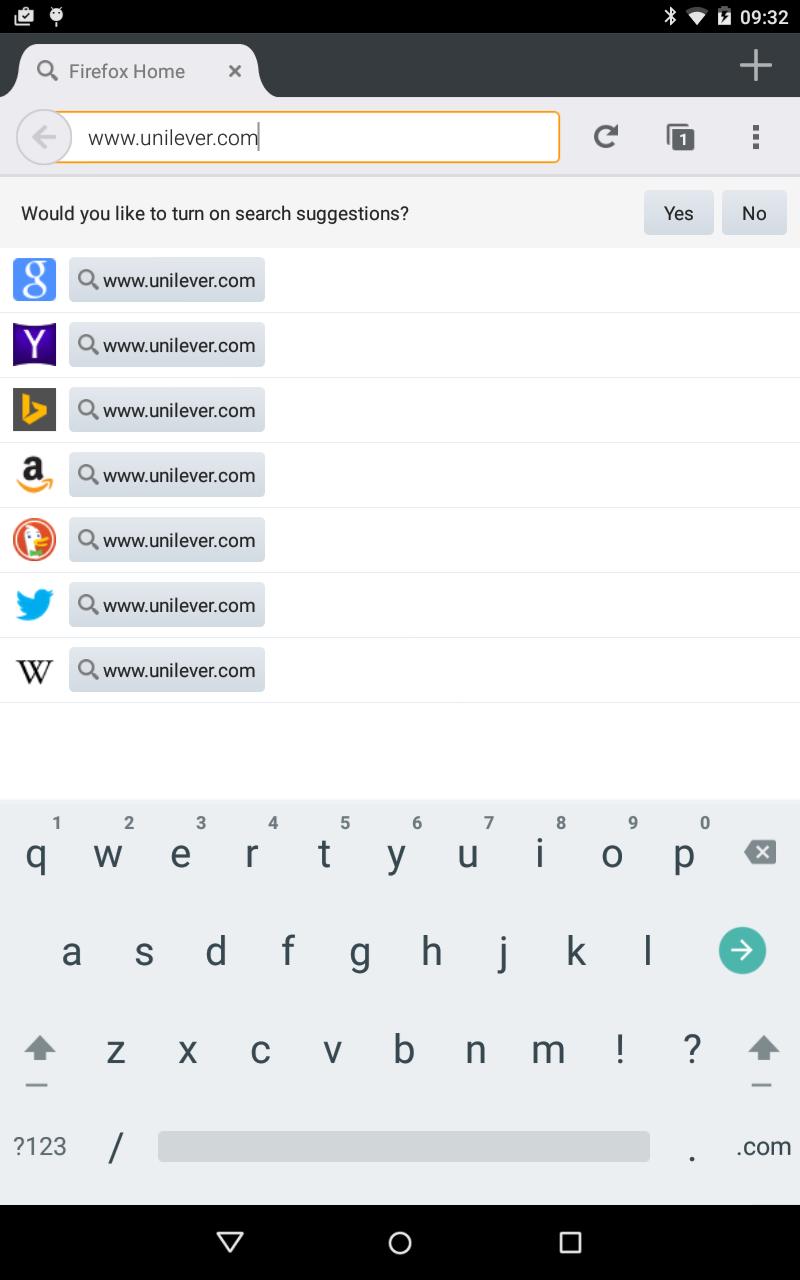 09:32
Firefox Home
www.unilever.com
1
Would you like to turn on search suggestions? Yes No
g www.unilever.com
Y www.unilever.com
b www.unilever.com
a www.unilever.com
www.unilever.com
www.unilever.com
W www.unilever.com
1 2 3 4 5 6 7 8 9 0
q w e r t y u i o p
a s d f g h j k l
z x c v b n m ! ?
?123 / . .com